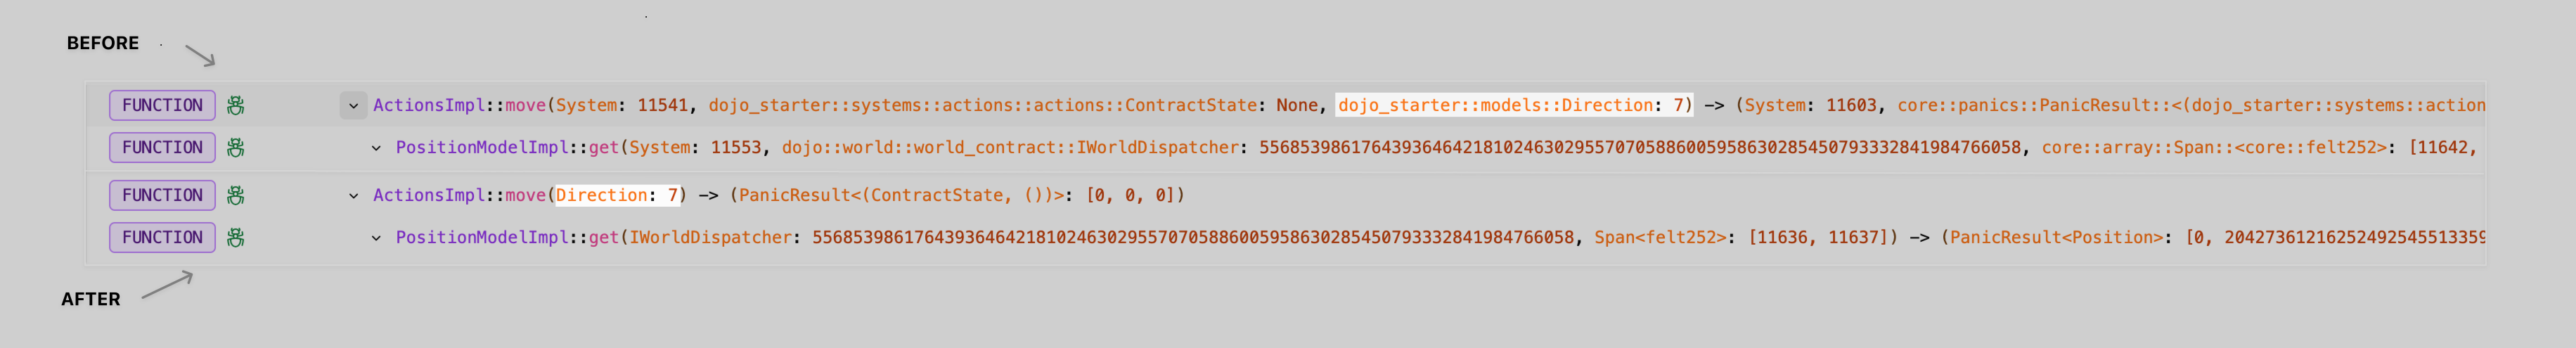 BEFORE
FUNCTION ActionsImpl::move(System: 11541, dojo_starter::systems::actions::actions::ContractState: None, dojo_starter::models::Direction: 7) -> (System: 11603, core::panics::PanicResult::<(dojo_starter::systems::action
FUNCTION PositionModelImpl::get(System: 11553, dojo::world::world_contract::IWorldDispatcher: 556853986176439364642181024630295570705886005958630285450793332841984766058, core::array::Span::<core::felt252>: [11642,
FUNCTION ActionsImpl::move(Direction: 7) -> (PanicResult<(ContractState, ())>: [0, 0, 0])
FUNCTION PositionModelImpl::get(IWorldDispatcher: 556853986176439364642181024630295570705886005958630285450793332841984766058, Span<felt252>: [11636, 11637]) -> (PanicResult<Position>: [0, 20427361216252492545513359
AFTER